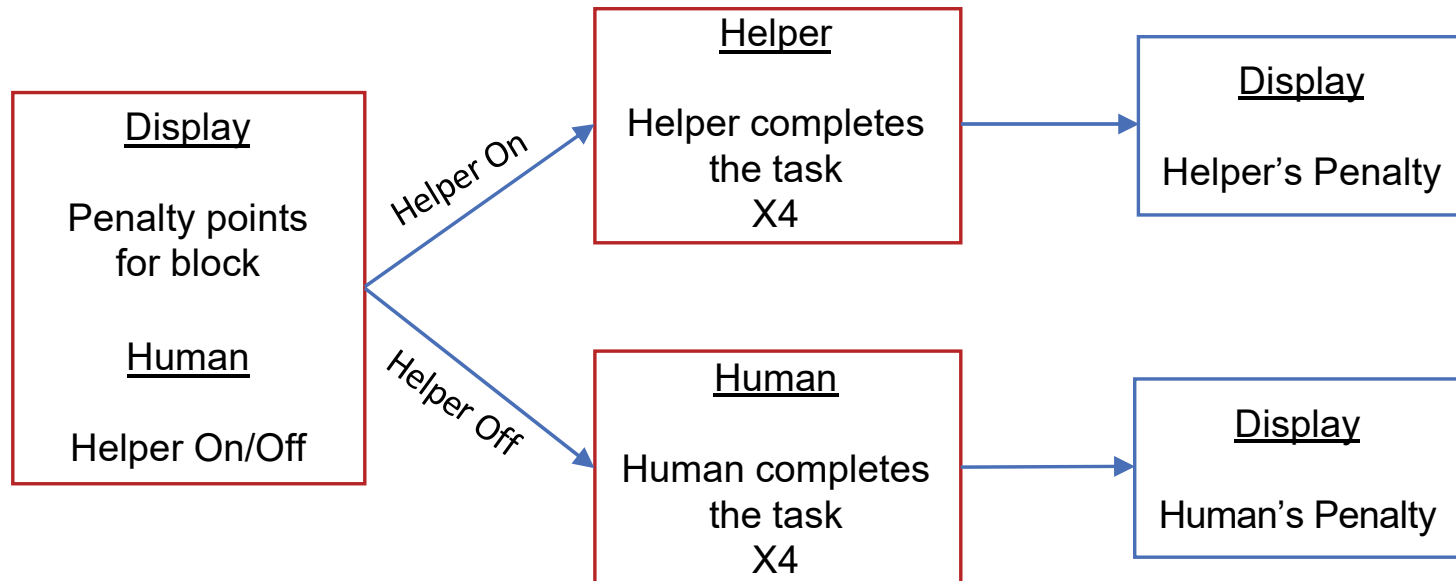 Display
Penalty points
for block
Human
Helper On/Off
Helper On
Helper Off
Helper
Helper completes
the task
X4
Display
Helper's Penalty
Human
Human completes
the task
X4
Display
Human's Penalty